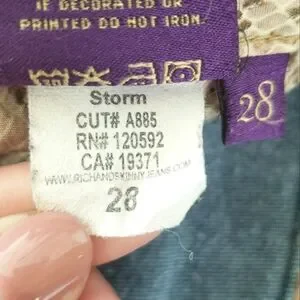 IF DECORATED OR
PRINTED DO NOT IRON.
28
Storm
CUT# A885
RN# 120592
CA# 19371
WWW.RICHANDSKINNYJEANS.COM
28